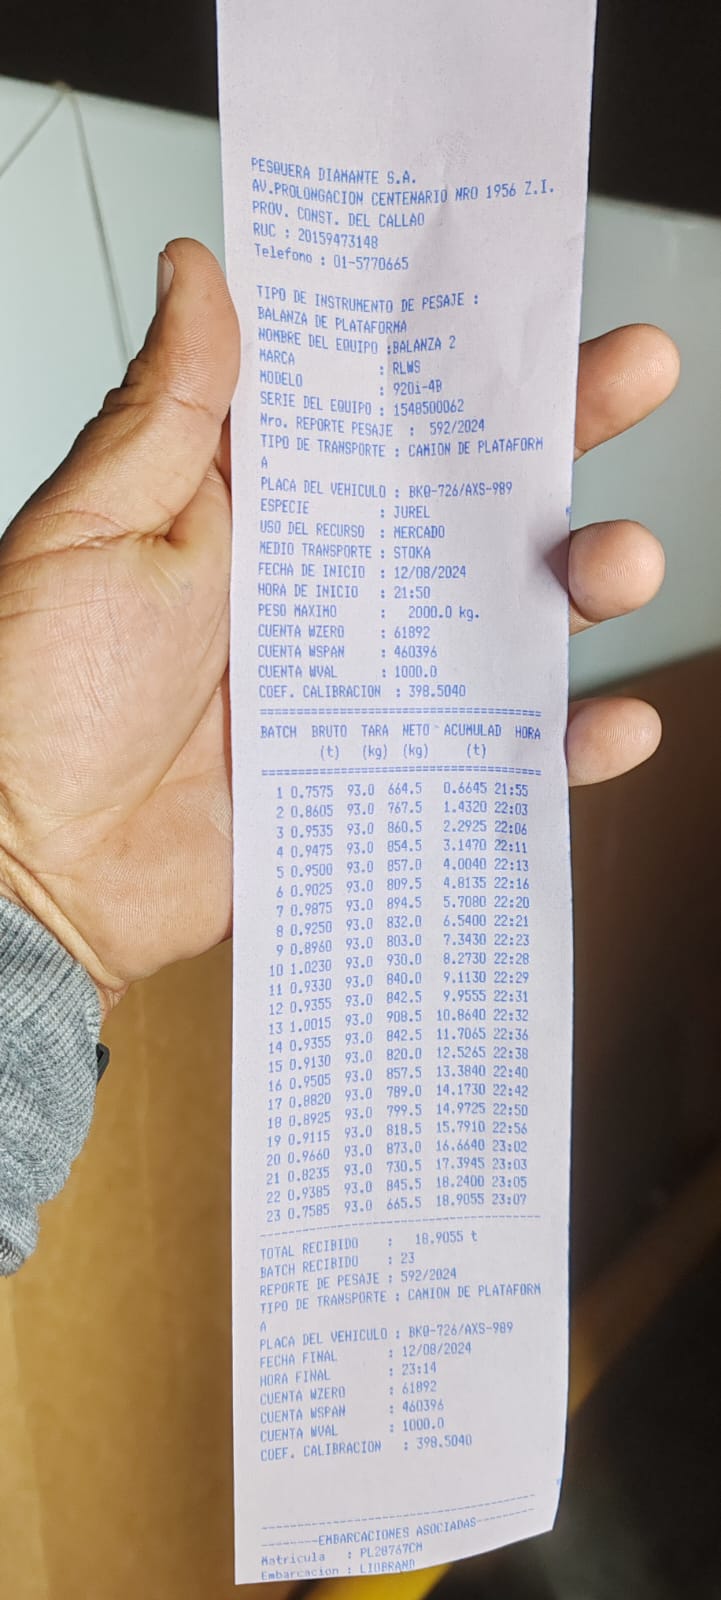 PESQUERA DIAMANTE S.A.
AV.PROLONGACION CENTENARIO NRO 1956 Z.I.
PROV. CONST. DEL CALLAO
RUC : 20159473148
Telefono : 01-5770665
TIPO DE INSTRUMENTO DE PESAJE :
BALANZA DE PLATAFORMA
NOMBRE DEL EQUIPO :BALANZA 2
MARCA : RLWS
MODELO : 920i-4B
SERIE DEL EQUIPO : 1548500062
Nro. REPORTE PESAJE : 592/2024
TIPO DE TRANSPORTE : CAMION DE PLATAFORM
A
PLACA DEL VEHICULO : BKQ-726/AXS-989
ESPECIE : JUREL
USO DEL RECURSO : MERCADO
MEDIO TRANSPORTE : STOKA
FECHA DE INICIO : 12/08/2024
HORA DE INICIO : 21:50
PESO MAXIMO : 2000.0 kg.
CUENTA WZERO : 61892
CUENTA WSPAN : 460396
CUENTA WVAL : 1000.0
COEF. CALIBRACION : 398.5040
========================================
BATCH BRUTO TARA NETO ACUMULAD HORA
(t) (kg) (kg) (t)
========================================
1 0.7575 93.0 664.5 0.6645 21:55
2 0.8605 93.0 767.5 1.4320 22:03
3 0.9535 93.0 860.5 2.2925 22:06
4 0.9475 93.0 854.5 3.1470 22:11
5 0.9500 93.0 857.0 4.0040 22:13
6 0.9025 93.0 809.5 4.8135 22:16
7 0.9875 93.0 894.5 5.7080 22:20
8 0.9250 93.0 832.0 6.5400 22:21
9 0.8960 93.0 803.0 7.3430 22:23
10 1.0230 93.0 930.0 8.2730 22:28
11 0.9330 93.0 840.0 9.1130 22:29
12 0.9355 93.0 842.5 9.9555 22:31
13 1.0015 93.0 908.5 10.8640 22:32
14 0.9355 93.0 842.5 11.7065 22:36
15 0.9130 93.0 820.0 12.5265 22:38
16 0.9505 93.0 857.5 13.3840 22:40
17 0.8820 93.0 789.0 14.1730 22:42
18 0.8925 93.0 799.5 14.9725 22:50
19 0.9115 93.0 818.5 15.7910 22:56
20 0.9660 93.0 873.0 16.6640 23:02
21 0.8235 93.0 730.5 17.3945 23:03
22 0.9385 93.0 845.5 18.2400 23:05
23 0.7585 93.0 665.5 18.9055 23:07
----------------------------------------
TOTAL RECIBIDO : 18.9055 t
BATCH RECIBIDO : 23
REPORTE DE PESAJE : 592/2024
TIPO DE TRANSPORTE : CAMION DE PLATAFORM
A
PLACA DEL VEHICULO : BKQ-726/AXS-989
FECHA FINAL : 12/08/2024
HORA FINAL : 23:14
CUENTA WZERO : 61892
CUENTA WSPAN : 460396
CUENTA WVAL : 1000.0
COEF. CALIBRACION : 398.5040
----------------------------------------
--------EMBARCACIONES ASOCIADAS--------
Matricula : PL28767CM
Embarcacion : LIOBRAND